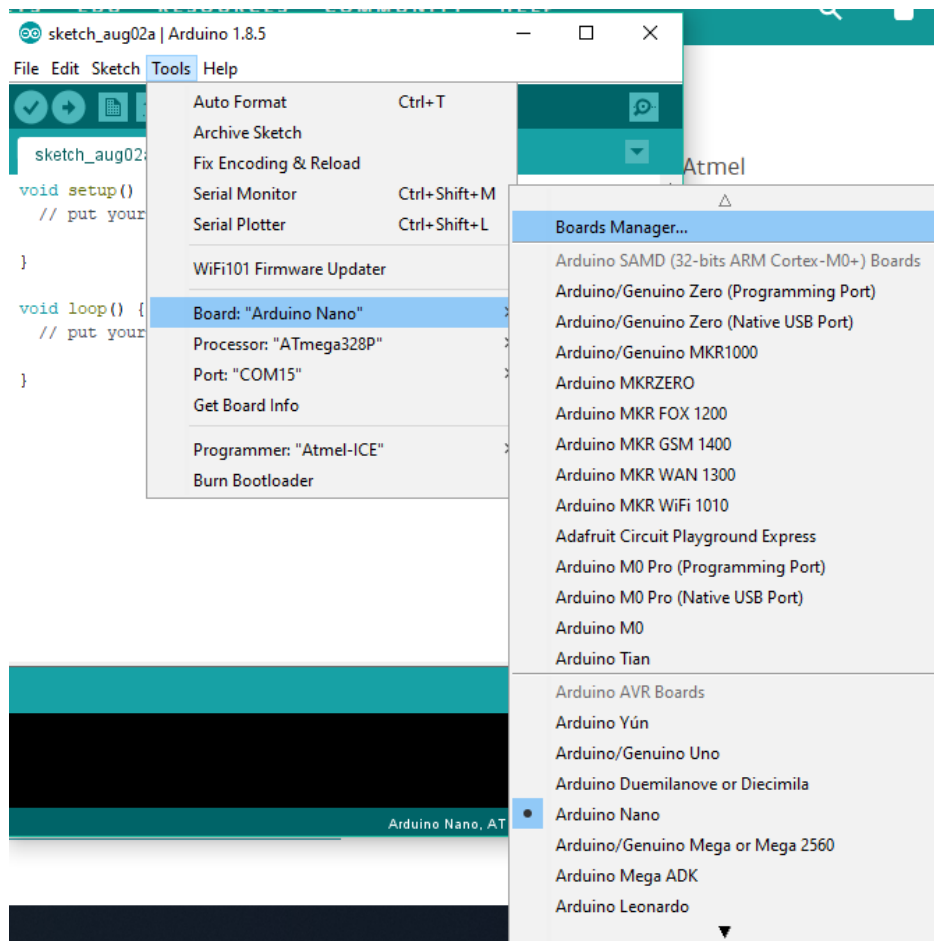 sketch_aug02a | Arduino 1.8.5
File Edit Sketch Tools Help
Auto Format Ctrl+T
Archive Sketch
sketch_aug02a
Fix Encoding & Reload
Atmel
void setup()
Serial Monitor Ctrl+Shift+M
// put your
Serial Plotter Ctrl+Shift+L
}
WiFi101 Firmware Updater
void loop() {
Board: "Arduino Nano"
// put your
Processor: "ATmega328P"
Port: "COM15"
}
Get Board Info
Programmer: "Atmel-ICE"
Burn Bootloader
Boards Manager...
Arduino SAMD (32-bits ARM Cortex-M0+) Boards
Arduino/Genuino Zero (Programming Port)
Arduino/Genuino Zero (Native USB Port)
Arduino/Genuino MKR1000
Arduino MKRZERO
Arduino MKR FOX 1200
Arduino MKR GSM 1400
Arduino MKR WAN 1300
Arduino MKR WiFi 1010
Adafruit Circuit Playground Express
Arduino M0 Pro (Programming Port)
Arduino M0 Pro (Native USB Port)
Arduino M0
Arduino Tian
Arduino AVR Boards
Arduino Yún
Arduino/Genuino Uno
Arduino Duemilanove or Diecimila
Arduino Nano
Arduino/Genuino Mega or Mega 2560
Arduino Mega ADK
Arduino Leonardo
Arduino Nano, AT